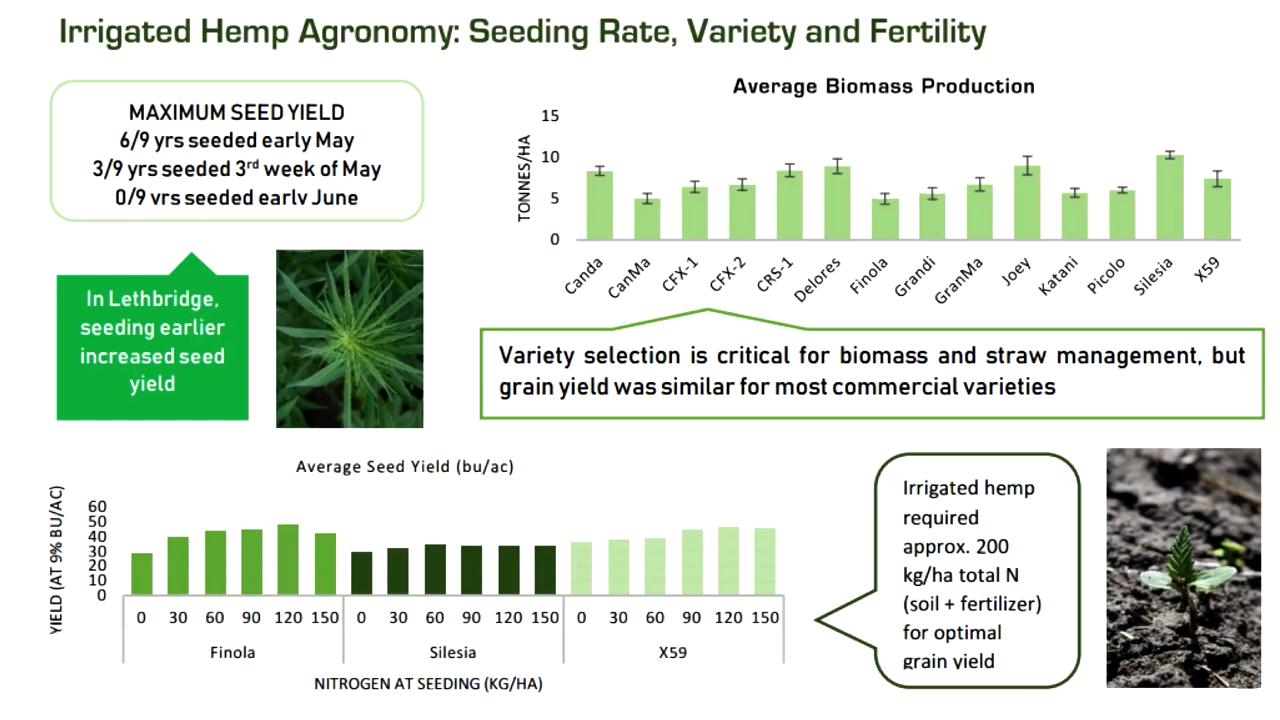 Irrigated Hemp Agronomy: Seeding Rate, Variety and Fertility
MAXIMUM SEED YIELD
6/9 yrs seeded early May
3/9 yrs seeded 3rd week of May
0/9 yrs seeded early June
In Lethbridge,
seeding earlier
increased seed
yield
Average Biomass Production
TONNES/HA
15
10
5
0
Canda
CanMa
CFX-1
CFX-2
CRS-1
Delores
Finola
Grandi
GranMa
Joey
Katani
Picolo
Silesia
X59
Variety selection is critical for biomass and straw management, but
grain yield was similar for most commercial varieties
Average Seed Yield (bu/ac)
YIELD (AT 9% BU/AC)
60
50
40
30
20
10
0
0 30 60 90 120 150 0 30 60 90 120 150 0 30 60 90 120 150
Finola Silesia X59
NITROGEN AT SEEDING (KG/HA)
Irrigated hemp
required
approx. 200
kg/ha total N
(soil + fertilizer)
for optimal
grain yield